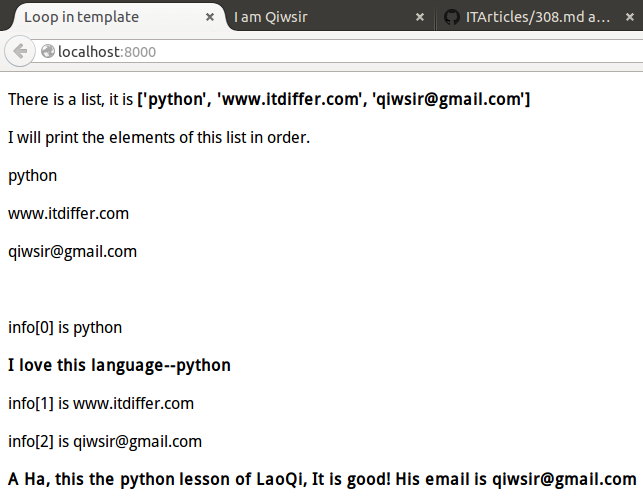 Loop in template
I am Qiwsir
ITArticles/308.md a...
localhost:8000
There is a list, it is ['python', 'www.itdiffer.com', 'qiwsir@gmail.com']
I will print the elements of this list in order.
python
www.itdiffer.com
qiwsir@gmail.com
info[0] is python
I love this language--python
info[1] is www.itdiffer.com
info[2] is qiwsir@gmail.com
A Ha, this the python lesson of LaoQi, It is good! His email is qiwsir@gmail.com